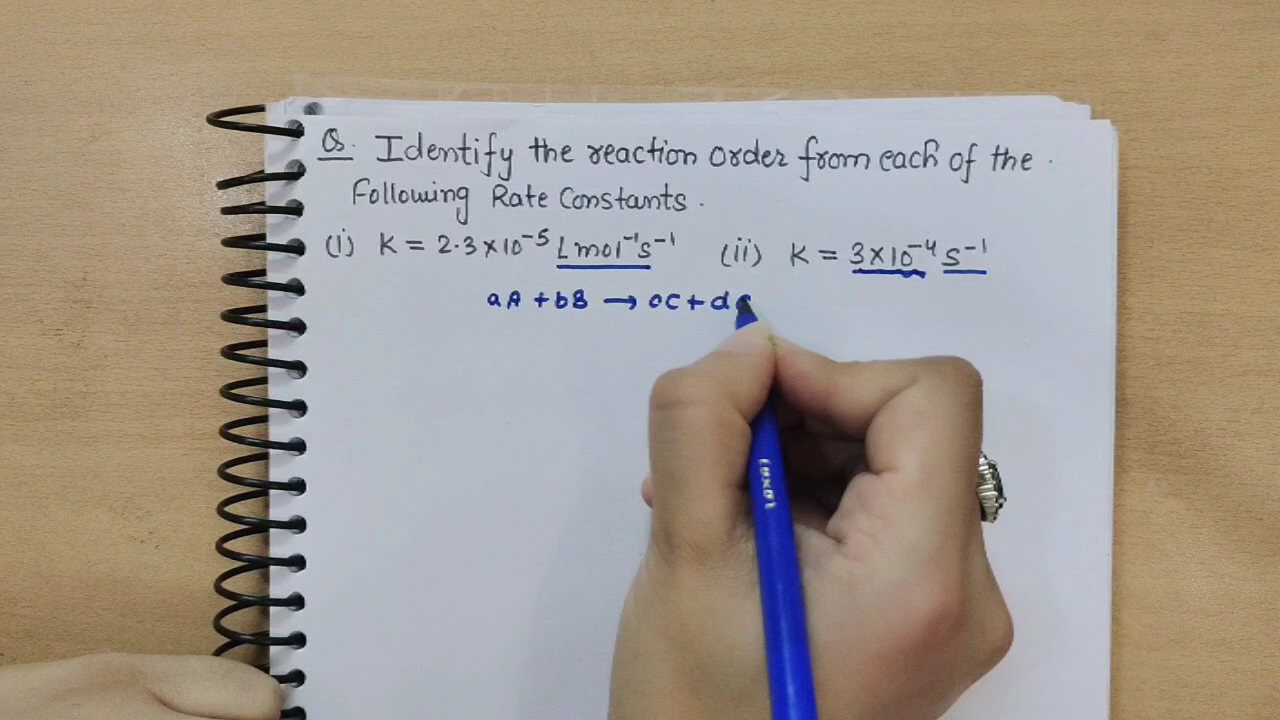 Q. Identify the reaction order from each of the .
Following Rate Constants .
(i) K = 2.3×10⁻⁵ L mol⁻¹ s⁻¹ (ii) K = 3×10⁻⁴ s⁻¹
aA + bB → cC + d